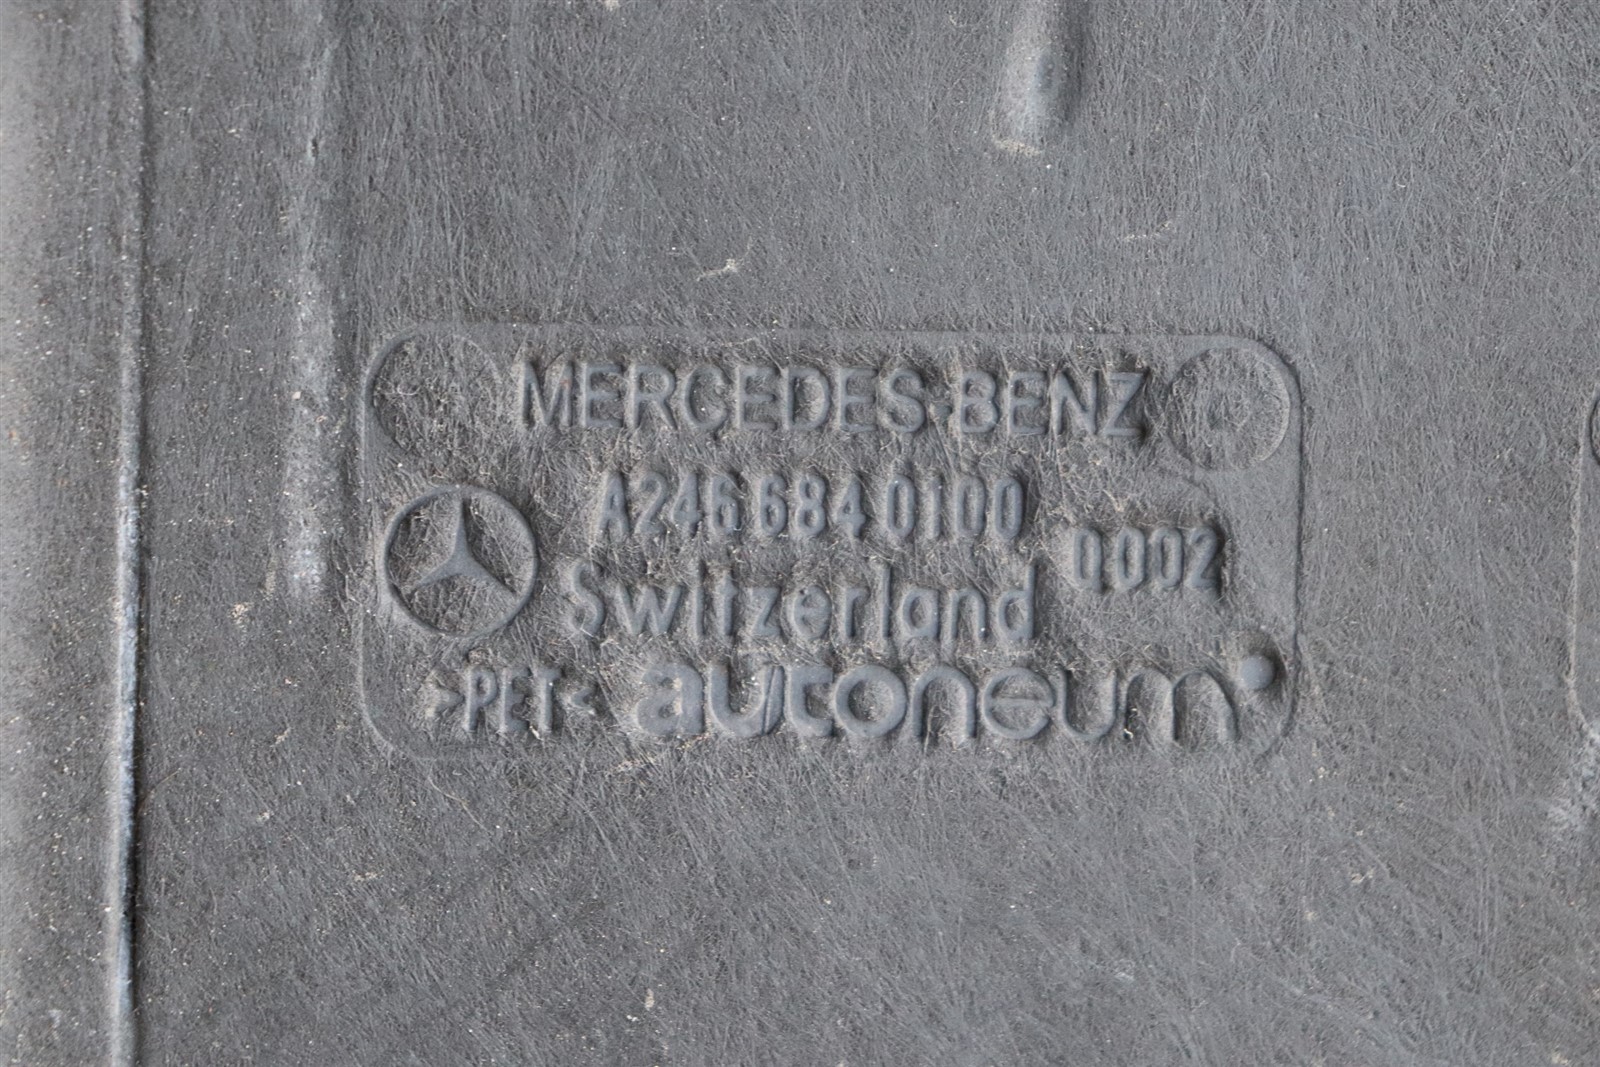 MERCEDES-BENZ
A246 684 0100
0002
Switzerland
>PET< autoneum